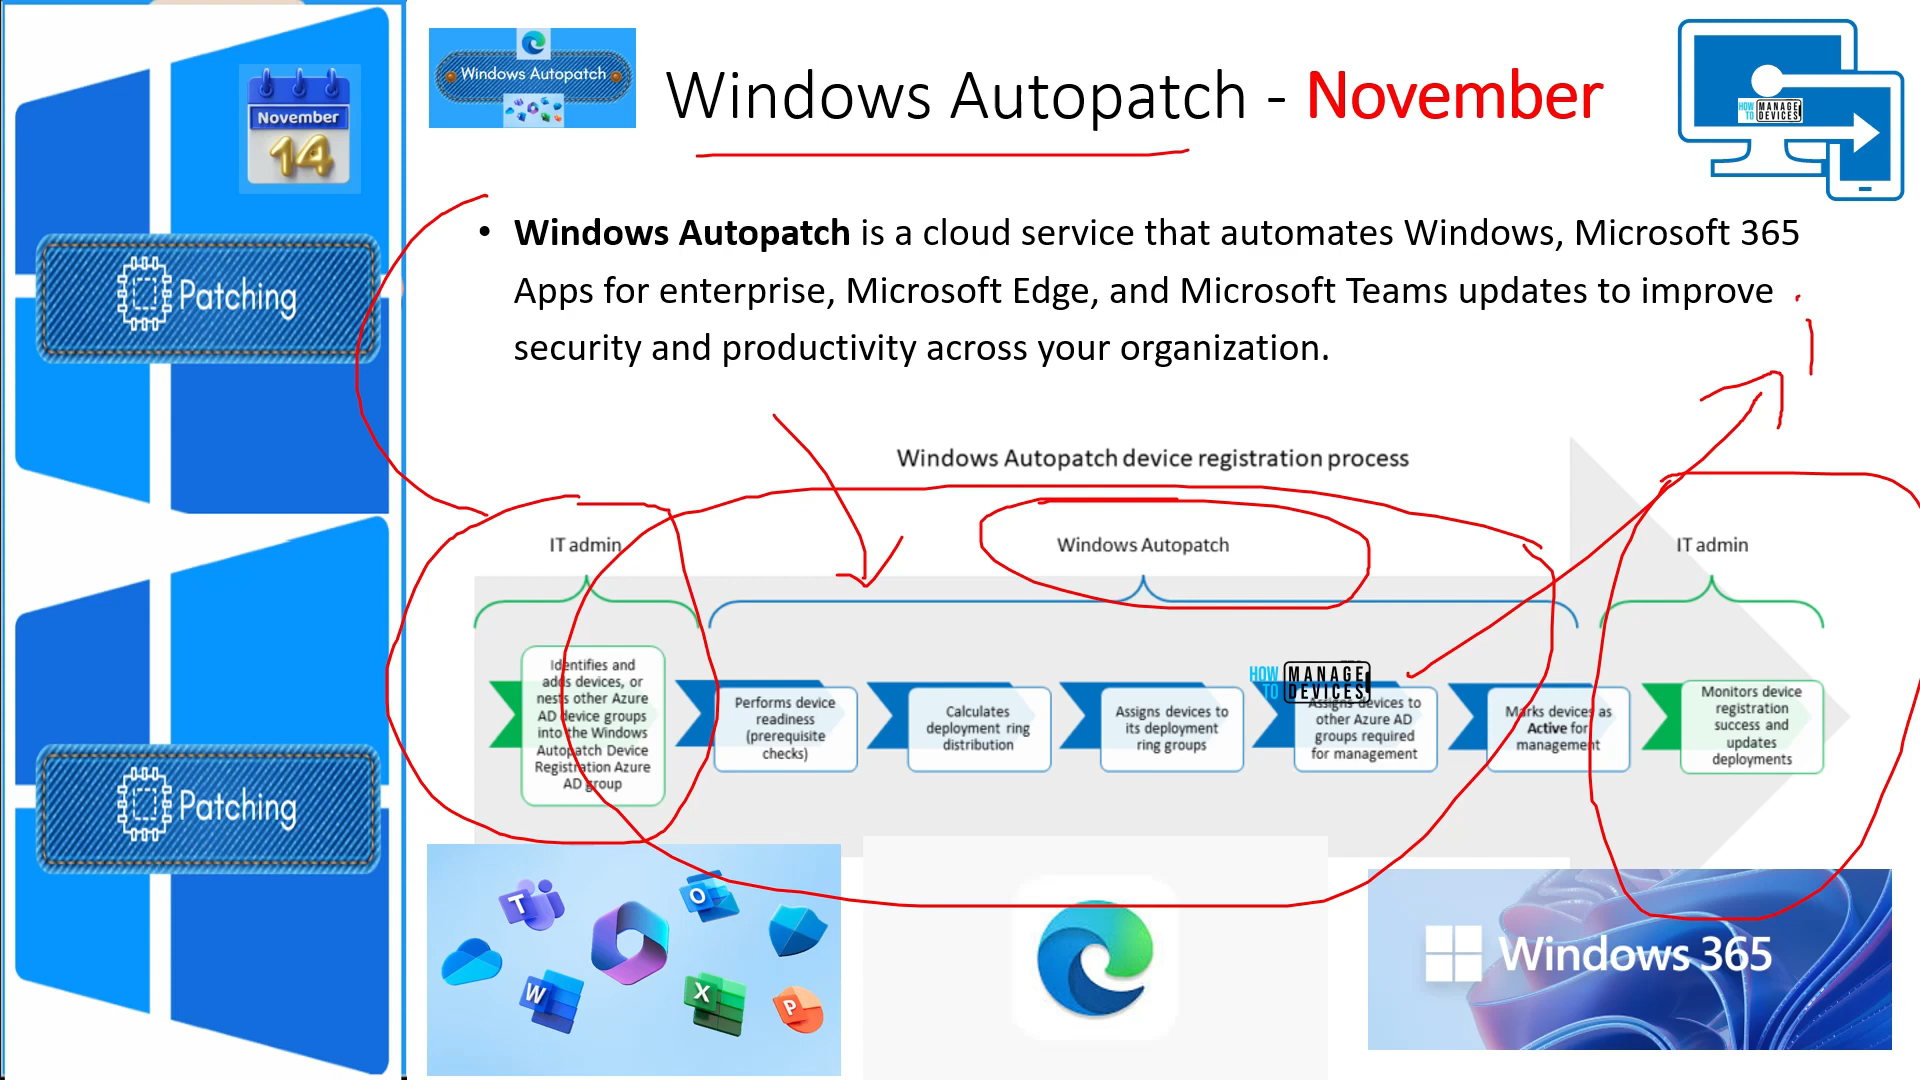 November
14
Patching
Patching
Windows Autopatch
Windows Autopatch - November
HOW TO MANAGE DEVICES
• Windows Autopatch is a cloud service that automates Windows, Microsoft 365
Apps for enterprise, Microsoft Edge, and Microsoft Teams updates to improve
security and productivity across your organization.
Windows Autopatch device registration process
IT admin
Windows Autopatch
IT admin
Identifies and
adds devices, or
nests other Azure
AD device groups
into the Windows
Autopatch Device
Registration Azure
AD group
Performs device
readiness
(prerequisite
checks)
Calculates
deployment ring
distribution
Assigns devices to
its deployment
ring groups
HOW TO MANAGE DEVICES
Assigns devices to
other Azure AD
groups required
for management
Marks devices as
Active for
management
Monitors device
registration
success and
updates
deployments
T
O
W
X
P
Windows 365